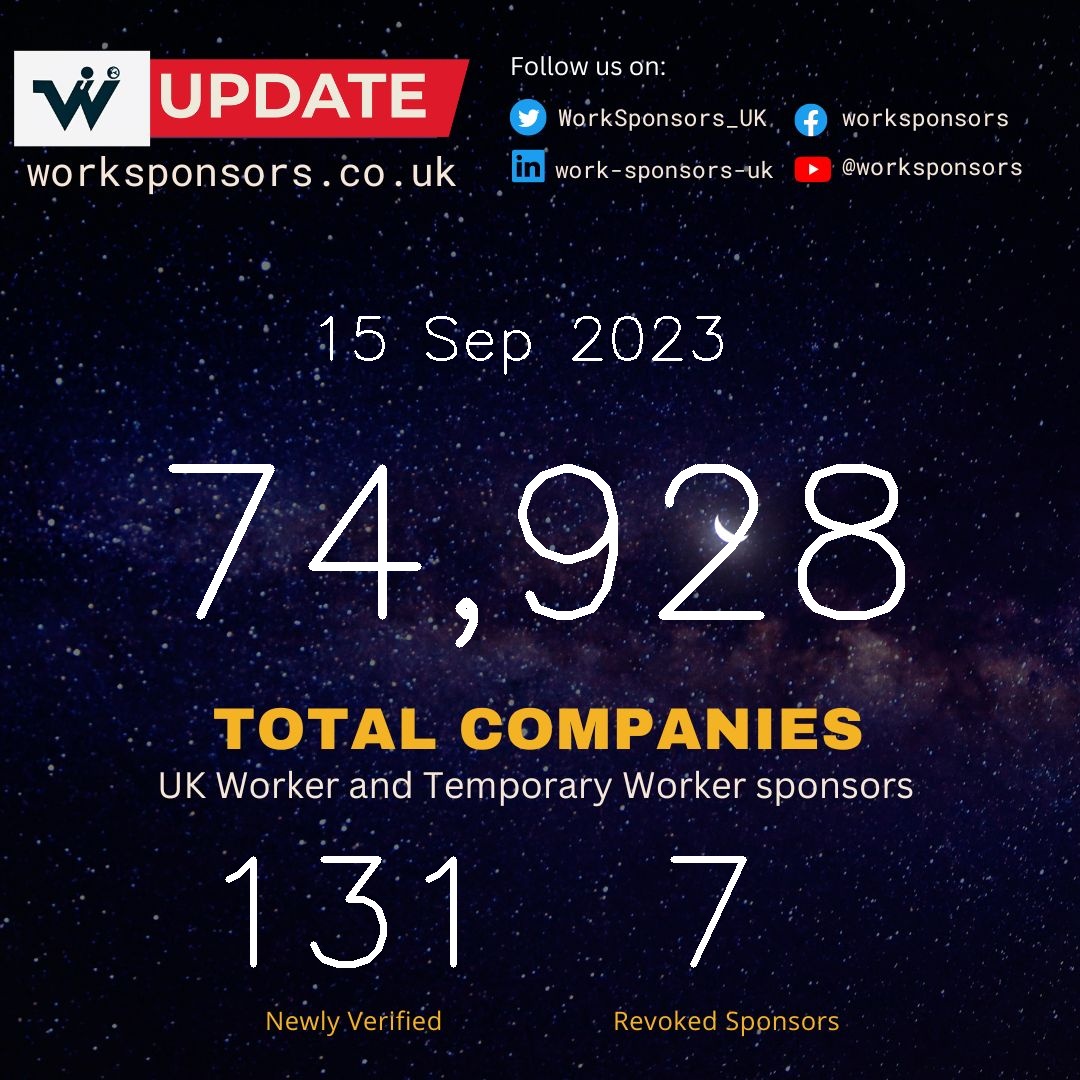 UPDATE
worksponsors.co.uk
Follow us on:
WorkSponsors_UK
worksponsors
work-sponsors-uk
@worksponsors
15 Sep 2023
74,928
TOTAL COMPANIES
UK Worker and Temporary Worker sponsors
131
7
Newly Verified
Revoked Sponsors